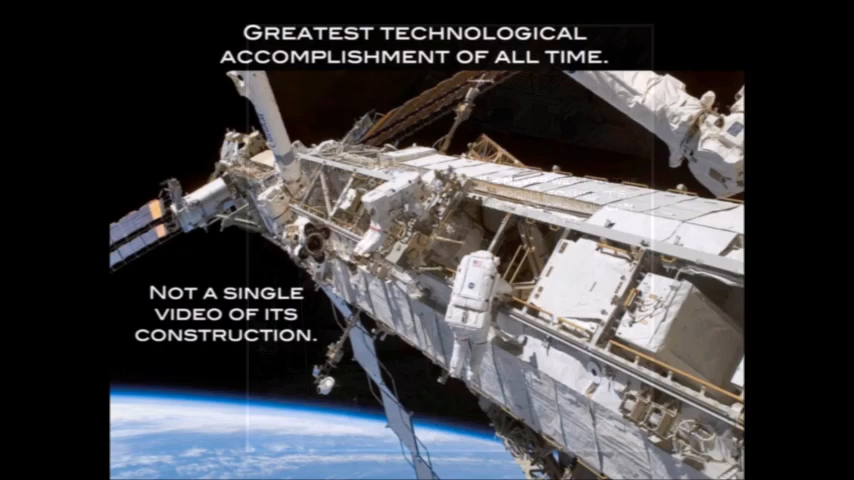 Greatest technological
accomplishment of all time.
Not a single
video of its
construction.